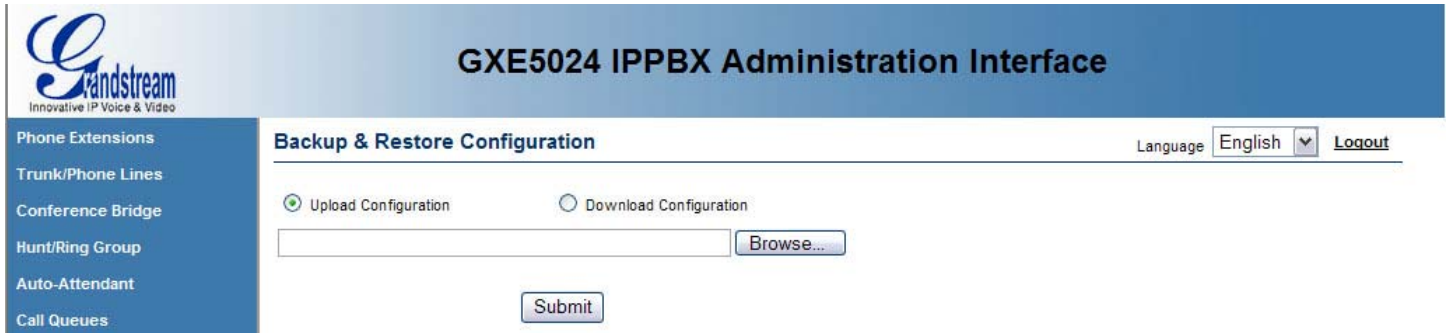 Grandstream
Innovative IP Voice & Video
GXE5024 IPPBX Administration Interface
Phone Extensions
Trunk/Phone Lines
Conference Bridge
Hunt/Ring Group
Auto-Attendant
Call Queues
Backup & Restore Configuration
Language English Logout
Upload Configuration Download Configuration
Browse...
Submit